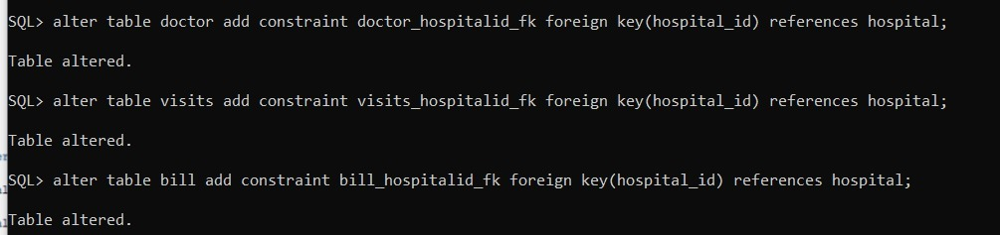 SQL> alter table doctor add constraint doctor_hospitalid_fk foreign key(hospital_id) references hospital;
Table altered.
SQL> alter table visits add constraint visits_hospitalid_fk foreign key(hospital_id) references hospital;
Table altered.
SQL> alter table bill add constraint bill_hospitalid_fk foreign key(hospital_id) references hospital;
Table altered.